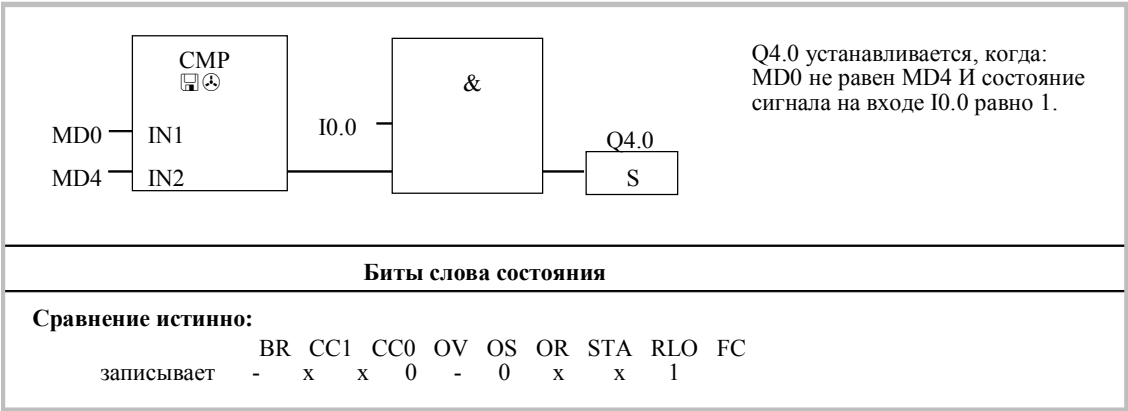 CMP
🖫✇
&
Q4.0 устанавливается, когда:
MD0 не равен MD4 И состояние
сигнала на входе I0.0 равно 1.
MD0
IN1
I0.0
Q4.0
MD4
IN2
S
Биты слова состояния
Сравнение истинно:
BR CC1 CC0 OV OS OR STA RLO FC
записывает - x x 0 - 0 x x 1